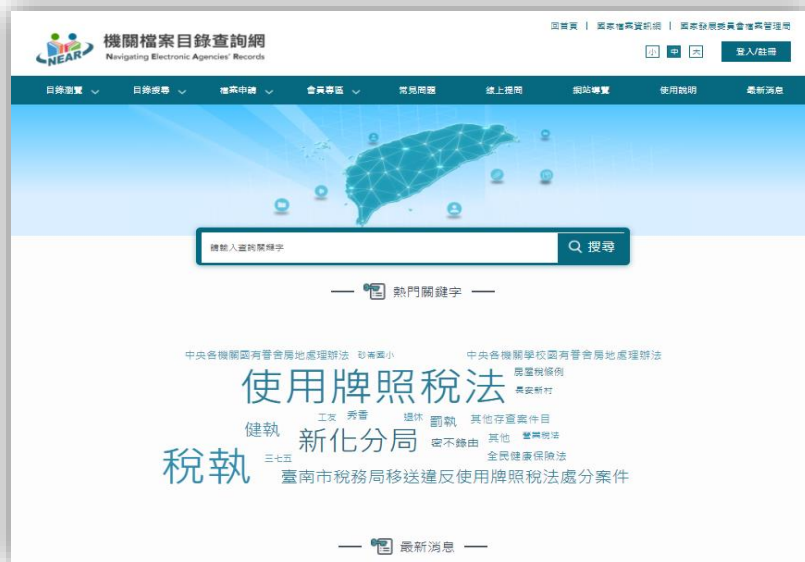 回首頁 | 國家檔案資訊網 | 國家發展委員會檔案管理局
NEAR
機關檔案目錄查詢網
Navigating Electronic Agencies' Records
小 中 大 登入/註冊
目錄瀏覽 目錄搜尋 檔案申請 會員專區 常見問題 線上提問 網站導覽 使用說明 最新消息
請輸入查詢關鍵字 搜尋
熱門關鍵字
中央各機關國有眷舍房地處理辦法 中央各機關學校國有眷舍房地處理辦法
使用牌照稅法 房屋稅條例
長安新村
工友 秀香 退休 罰執 其他存查案件目
健執 新化分局 密不錄由 其他 營業稅法
全民健康保險法
稅執 三七五
臺南市稅務局移送違反使用牌照稅法處分案件
最新消息